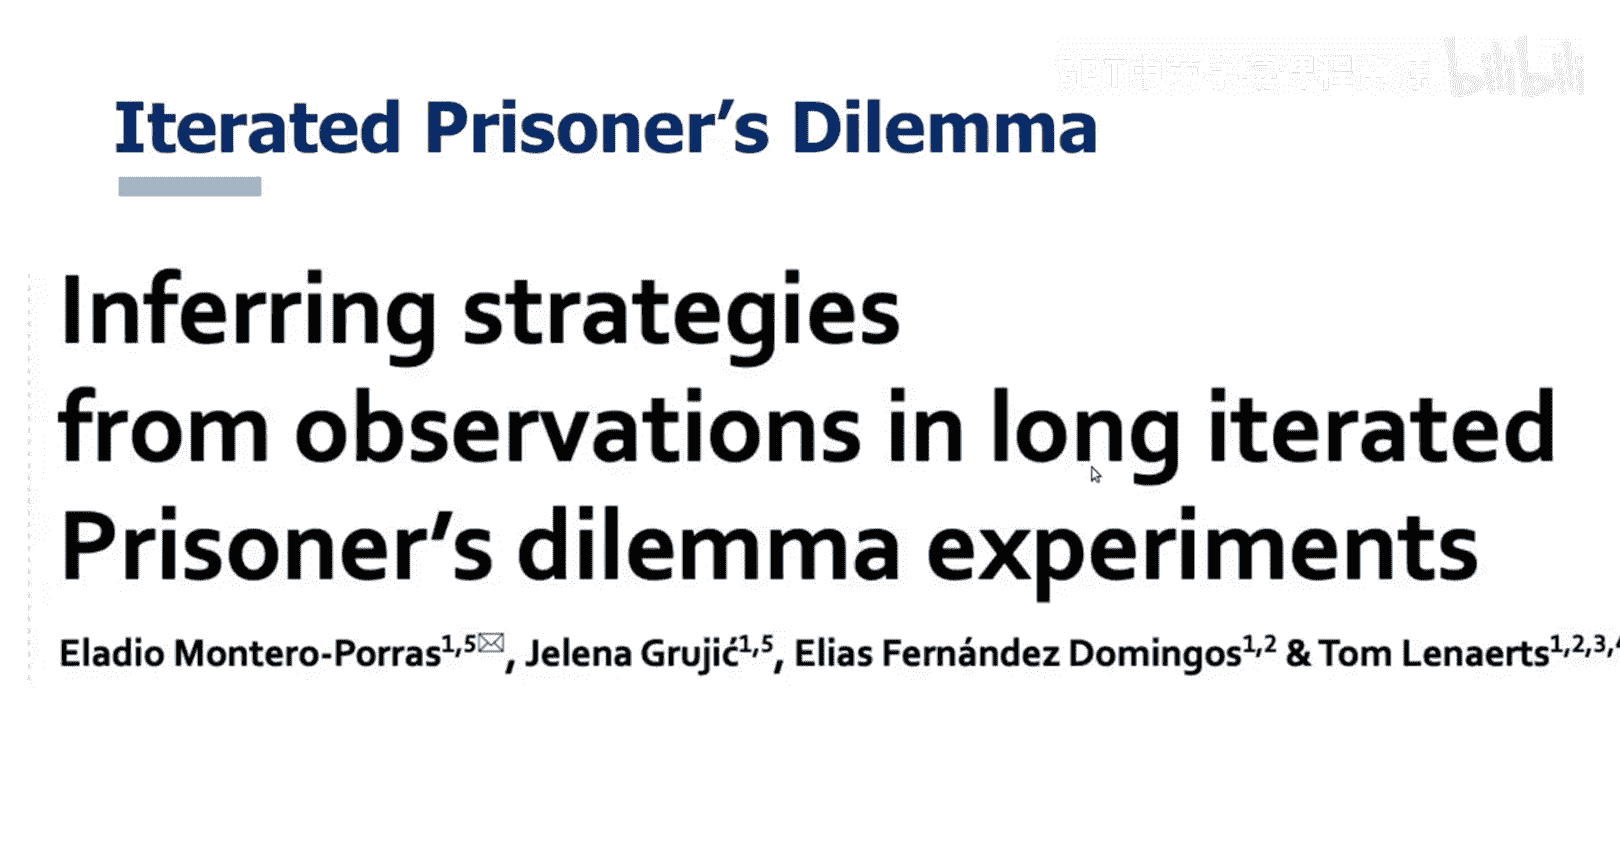 bilibili
Iterated Prisoner’s Dilemma
Inferring strategies
from observations in long iterated
Prisoner’s dilemma experiments
Eladio Montero-Porras1,5✉, Jelena Grujić1,5, Elias Fernández Domingos1,2 & Tom Lenaerts1,2,3,